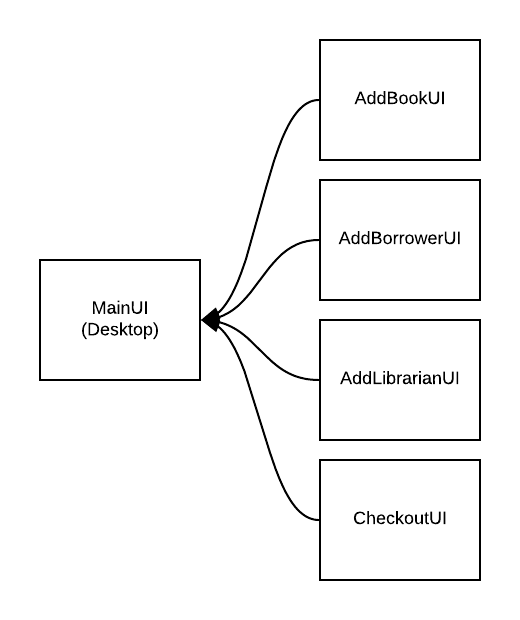 AddBookUI
AddBorrowerUI
MainUI
(Desktop)
AddLibrarianUI
CheckoutUI